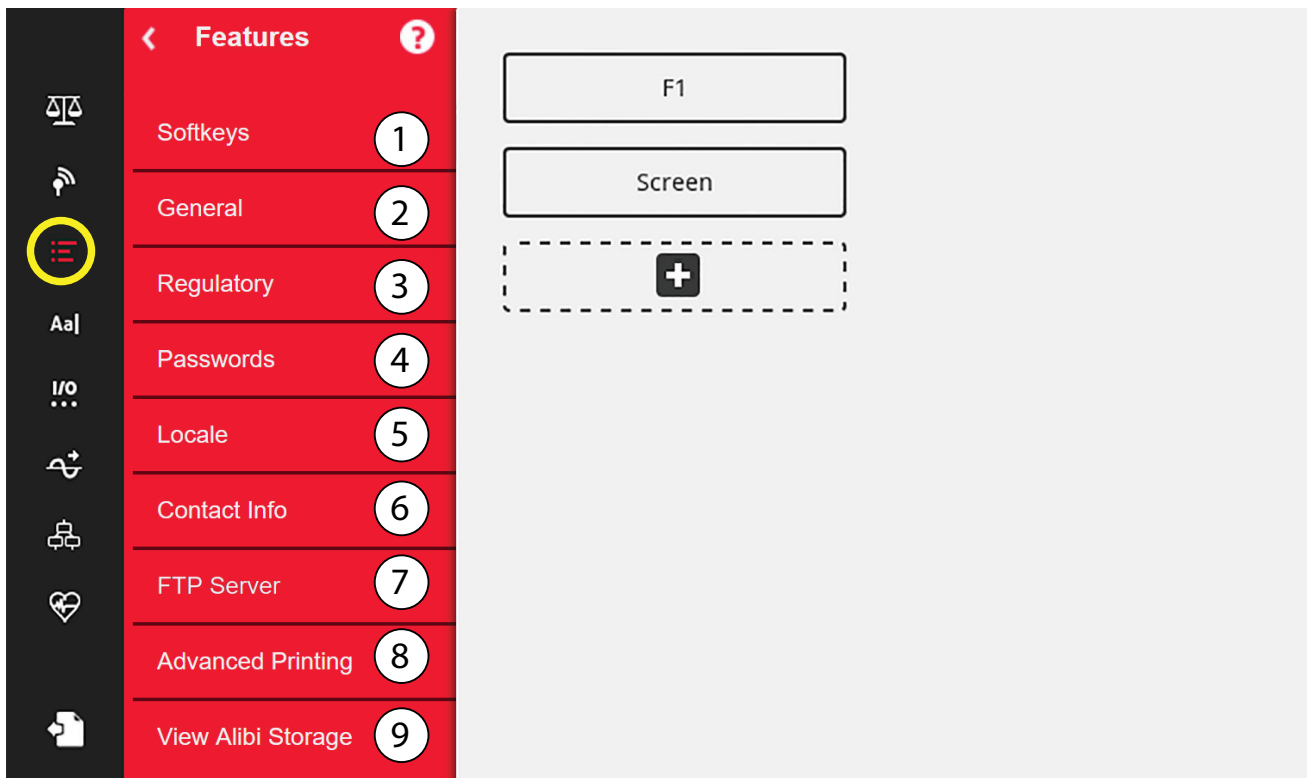 Features
?
Softkeys 1
General 2
Regulatory 3
Passwords 4
Locale 5
Contact Info 6
FTP Server 7
Advanced Printing 8
View Alibi Storage 9
Aa
I/O
F1
Screen